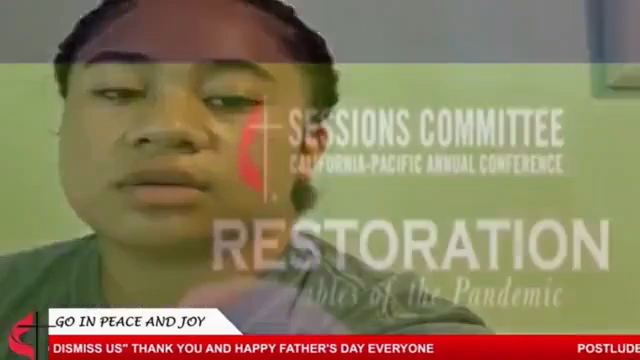 SESSIONS COMMITTEE
CALIFORNIA-PACIFIC ANNUAL CONFERENCE
RESTORATION
of the Pandemic
GO IN PEACE AND JOY
DISMISS US" THANK YOU AND HAPPY FATHER'S DAY EVERYONE
POSTLUDE